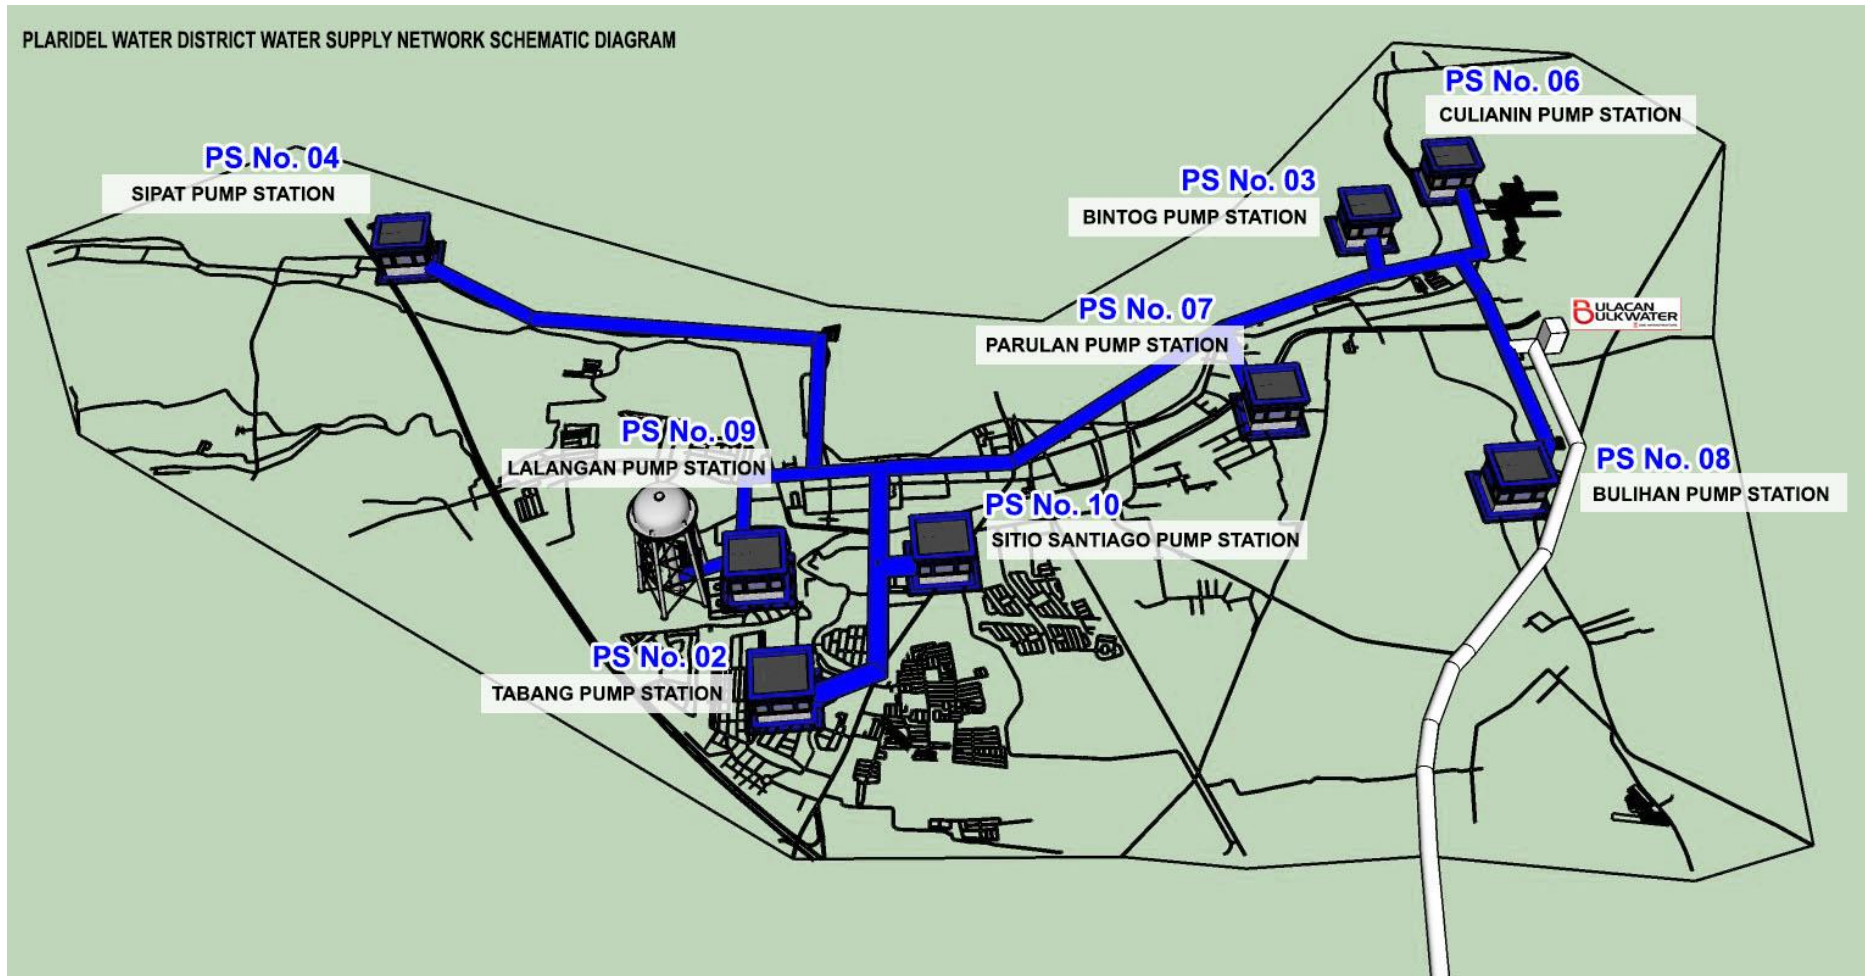 PLARIDEL WATER DISTRICT WATER SUPPLY NETWORK SCHEMATIC DIAGRAM
PS No. 06
CULIANIN PUMP STATION
PS No. 04
SIPAT PUMP STATION
PS No. 03
BINTOG PUMP STATION
PS No. 07
PARULAN PUMP STATION
BULACAN
BULKWATER
PS No. 09
LALANGAN PUMP STATION
PS No. 08
BULIHAN PUMP STATION
PS No. 10
SITIO SANTIAGO PUMP STATION
PS No. 02
TABANG PUMP STATION